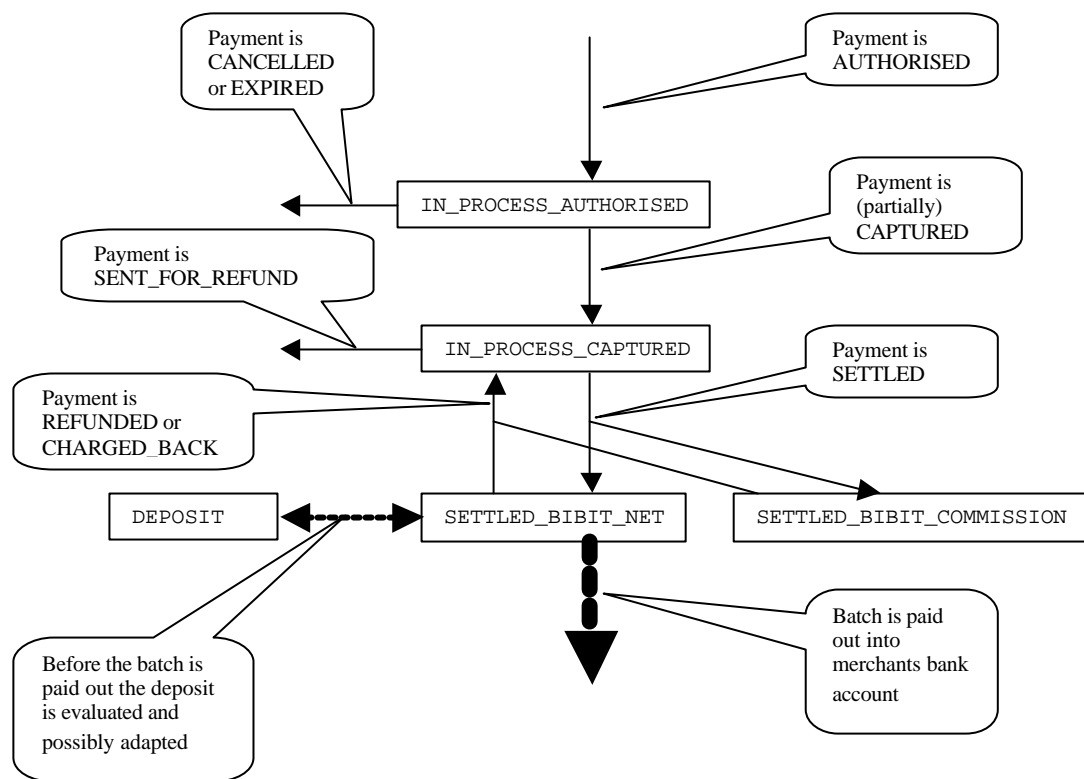 Payment is
CANCELLED
or EXPIRED
Payment is
AUTHORISED
IN_PROCESS_AUTHORISED
Payment is
(partially)
CAPTURED
Payment is
SENT_FOR_REFUND
IN_PROCESS_CAPTURED
Payment is
SETTLED
Payment is
REFUNDED or
CHARGED_BACK
DEPOSIT
SETTLED_BIBIT_NET
SETTLED_BIBIT_COMMISSION
Before the batch is
paid out the deposit
is evaluated and
possibly adapted
Batch is paid
out into
merchants bank
account